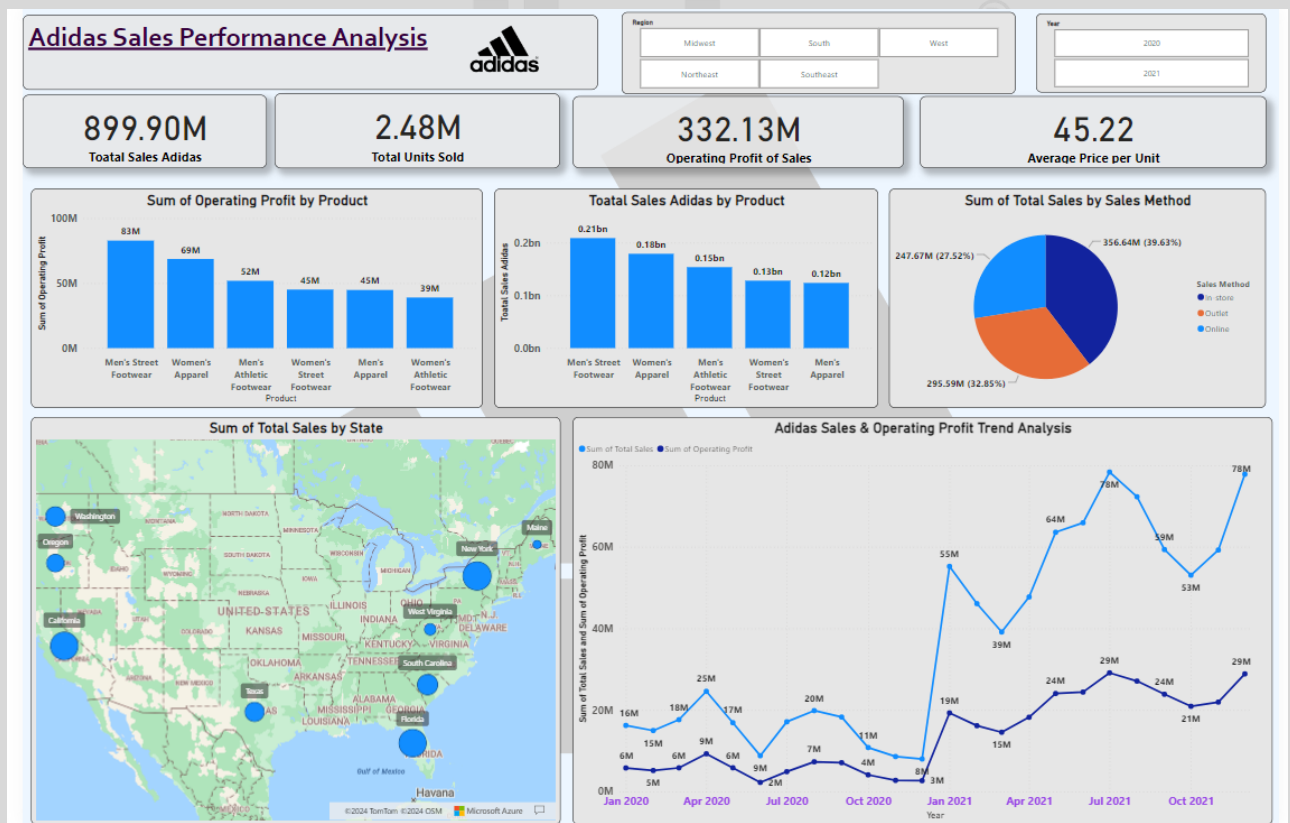 Adidas Sales Performance Analysis
adidas
Region
Midwest South West
Northeast Southeast
Year
2020
2021
899.90M
Toatal Sales Adidas
2.48M
Total Units Sold
332.13M
Operating Profit of Sales
45.22
Average Price per Unit
Sum of Operating Profit by Product
Sum of Operating Profit
100M
50M
0M
83M
69M
52M
45M
45M
39M
Men's Street Footwear
Women's Apparel
Men's Athletic Footwear
Women's Street Footwear
Men's Apparel
Women's Athletic Footwear
Product
Toatal Sales Adidas by Product
Toatal Sales Adidas
0.2bn
0.1bn
0.0bn
0.21bn
0.18bn
0.15bn
0.13bn
0.12bn
Men's Street Footwear
Women's Apparel
Men's Athletic Footwear
Women's Street Footwear
Men's Apparel
Product
Sum of Total Sales by Sales Method
356.64M (39.63%)
247.67M (27.52%)
295.59M (32.85%)
Sales Method
In-store
Outlet
Online
Sum of Total Sales by State
Washington
Oregon
California
Texas
Florida
South Carolina
West Virginia
New York
Maine
MONTANA
NORTH DAKOTA
MINNESOTA
SOUTH DAKOTA
WISCONSIN
MICHIGAN
IDAHO
WYOMING
IOWA
NEBRASKA
NEVADA
UTAH
COLORADO
UNITED STATES
ILLINOIS
INDIANA
OHIO
PA
N.J.
MD
DELAWARE
KANSAS
MISSOURI
KENTUCKY
VIRGINIA
OKLAHOMA
TENNESSEE
ARKANSAS
ARIZONA
NEW MEXICO
ALABAMA
MISSISSIPPI
GEORGIA
LOUISIANA
Gulf of Mexico
Havana
MEXICO
©2024 TomTom ©2024 OSM Microsoft Azure
Adidas Sales & Operating Profit Trend Analysis
Sum of Total Sales Sum of Operating Profit
Sum of Total Sales and Sum of Operating Profit
80M
60M
40M
20M
0M
16M
15M
18M
25M
17M
9M
20M
11M
8M
55M
39M
64M
78M
59M
53M
78M
6M
5M
6M
9M
6M
2M
7M
4M
3M
19M
15M
24M
29M
24M
21M
29M
Jan 2020
Apr 2020
Jul 2020
Oct 2020
Jan 2021
Apr 2021
Jul 2021
Oct 2021
Year